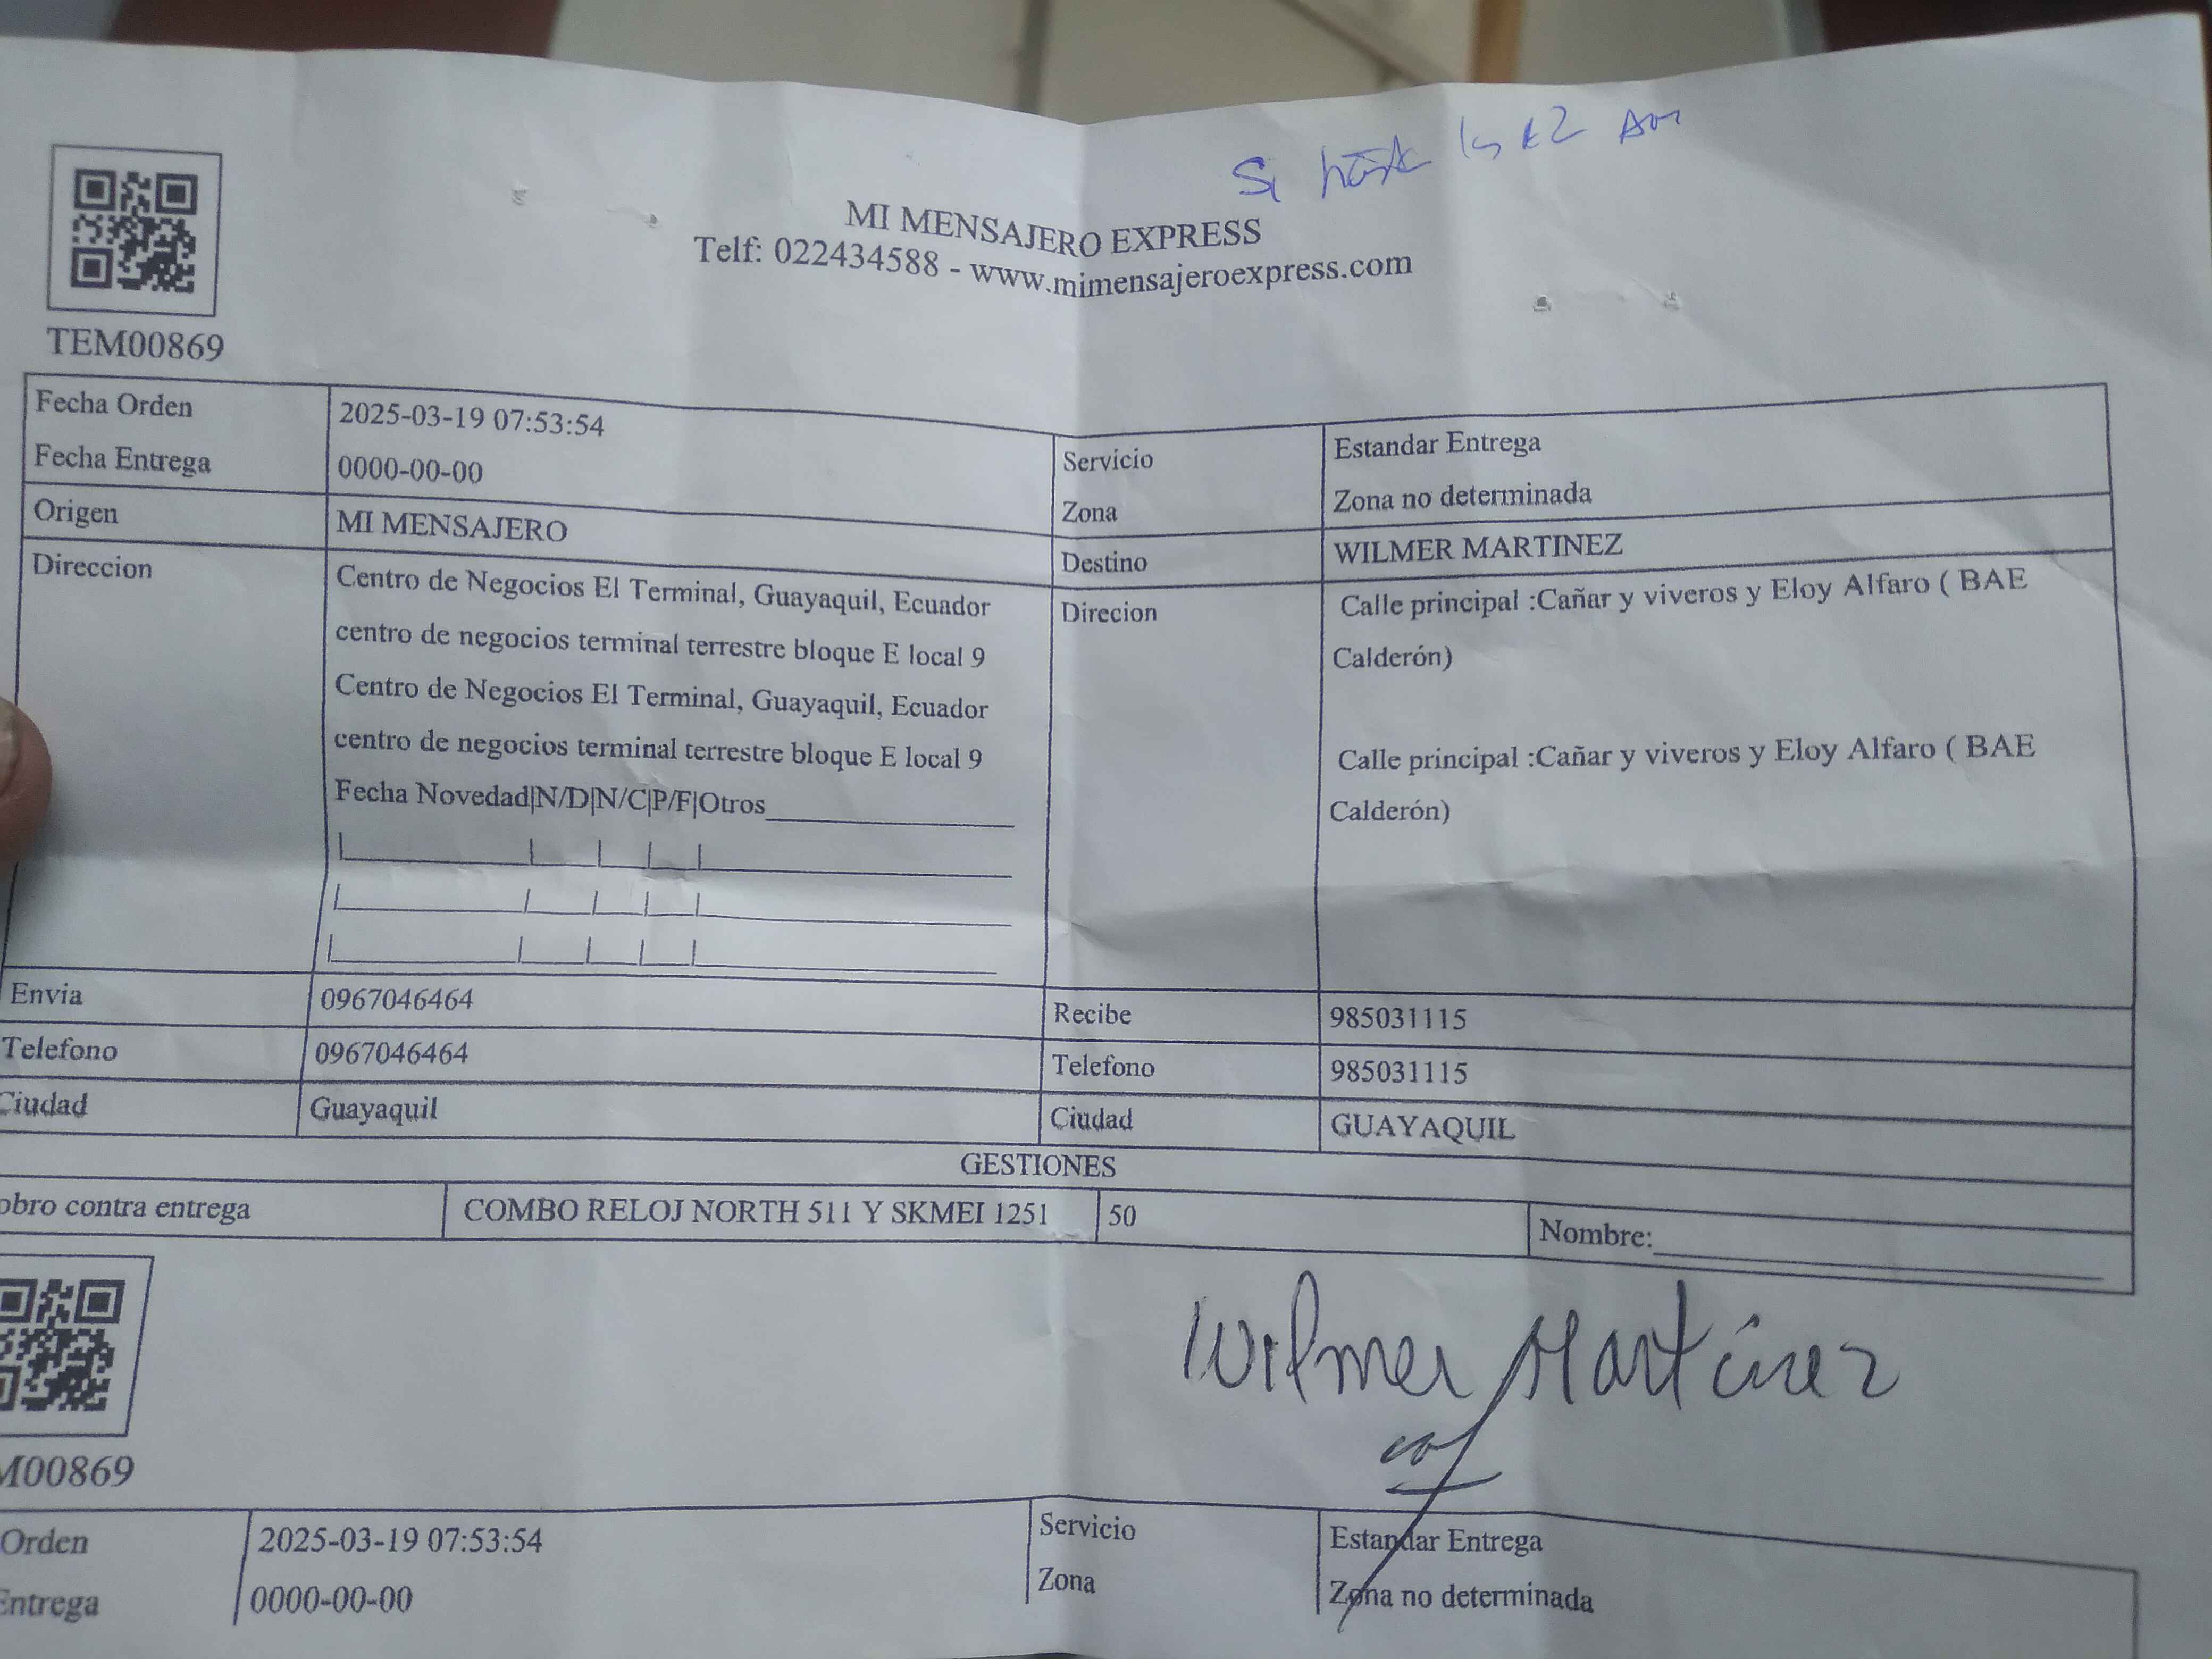 Si hasta las 12
MI MENSAJERO EXPRESS
Telf: 022434588 - www.mimensajeroexpress.com
TEM00869
Fecha Orden 2025-03-19 07:53:54
Fecha Entrega 0000-00-00
Servicio Estandar Entrega
Zona Zona no determinada
Origen MI MENSAJERO
Destino WILMER MARTINEZ
Direccion Centro de Negocios El Terminal, Guayaquil, Ecuador
centro de negocios terminal terrestre bloque E local 9
Centro de Negocios El Terminal, Guayaquil, Ecuador
centro de negocios terminal terrestre bloque E local 9
Fecha Novedad|N/D|N/C|P/F|Otros
Direcion Calle principal :Cañar y viveros y Eloy Alfaro ( BAE
Calderón)
Calle principal :Cañar y viveros y Eloy Alfaro ( BAE
Calderón)
Envia 0967046464 Recibe 985031115
Telefono 0967046464 Telefono 985031115
Ciudad Guayaquil Ciudad GUAYAQUIL
GESTIONES
obro contra entrega COMBO RELOJ NORTH 511 Y SKMEI 1251 50 Nombre:
Wilmer Martinez
M00869
Orden 2025-03-19 07:53:54 Servicio Estandar Entrega
Entrega 0000-00-00 Zona Zona no determinada